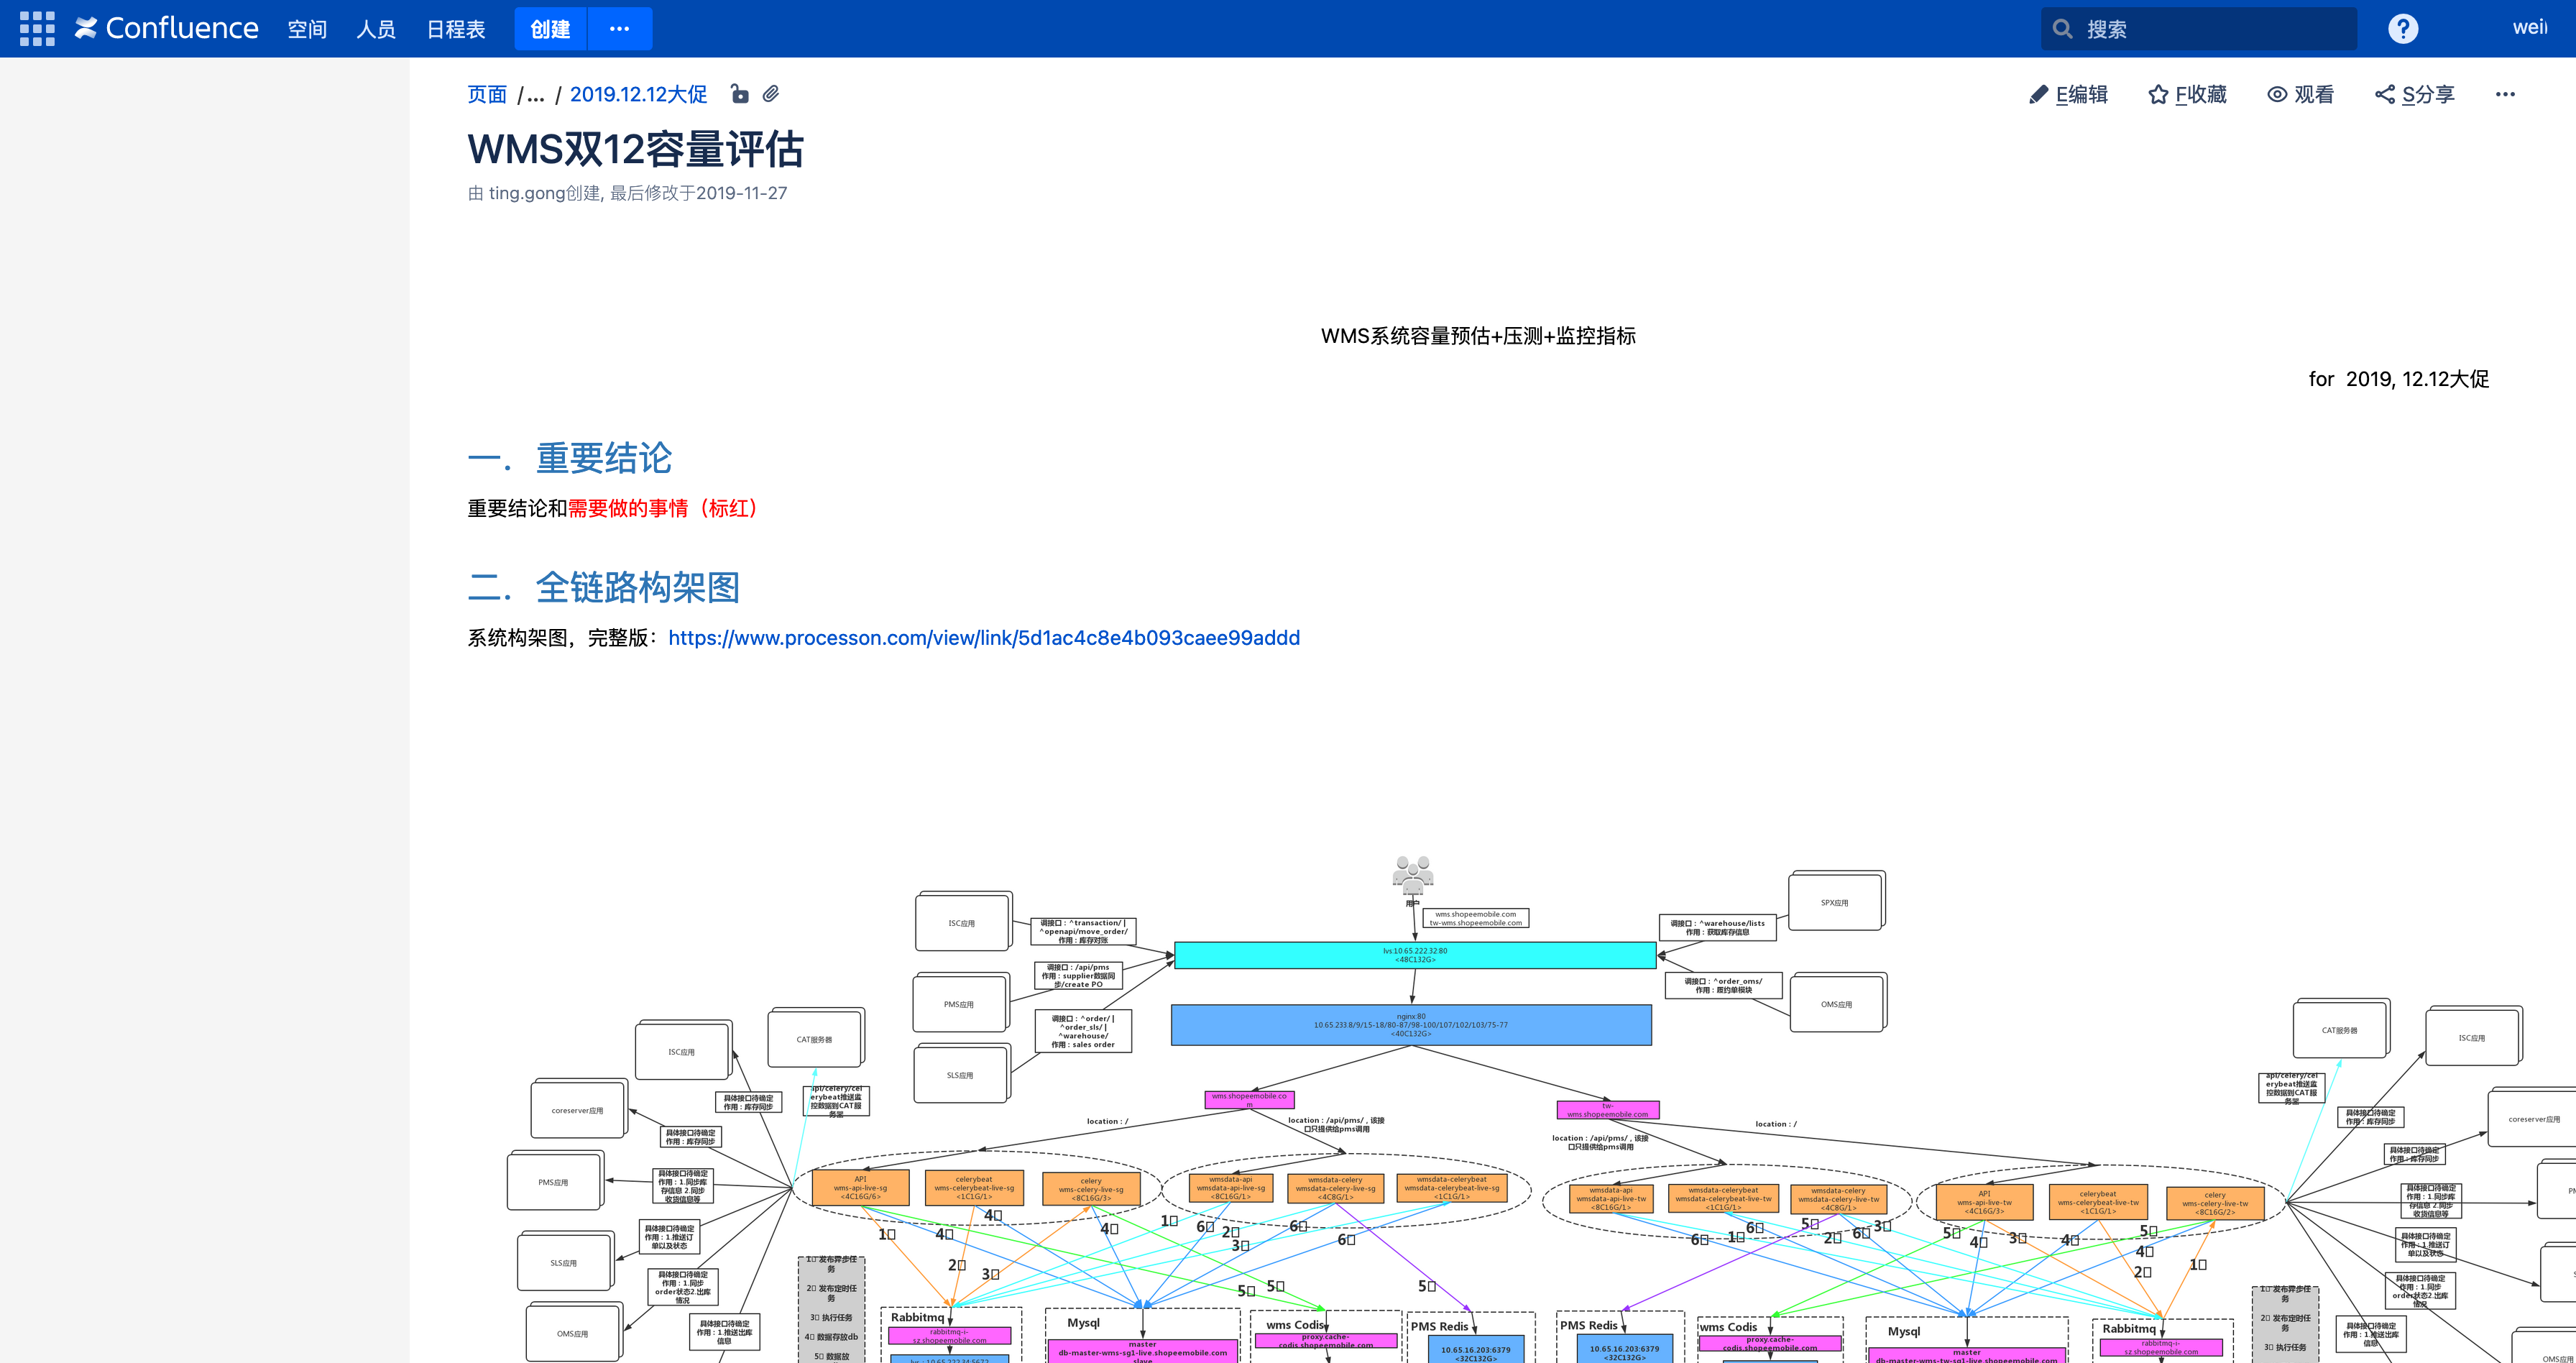 Confluence 空间 人员 日程表 创建 ··· 搜索 ? weil
页面 /... / 2019.12.12大促
E编辑 F收藏 观看 S分享 ···
WMS双12容量评估
由 ting.gong创建, 最后修改于2019-11-27
WMS系统容量预估+压测+监控指标
for 2019, 12.12大促
一. 重要结论
重要结论和需要做的事情（标红）
二. 全链路构架图
系统构架图，完整版：https://www.processon.com/view/link/5d1ac4c8e4b093caee99addd
用户
wms.shopeemobile.com
tw-wms.shopeemobile.com
ISC应用
调接口：^transaction/ |
^openapi/move_order/
作用：库存对账
PMS应用
调接口：/api/pms
作用：supplier数据同
步/create PO
SLS应用
调接口：^order/ |
^order_sls/ |
^warehouse/
作用：sales order
SPX应用
调接口：^warehouse/lists
作用：获取库存信息
OMS应用
调接口：^order_oms/
作用：履约单模块
lvs:10.65.222.32:80
<48C132G>
nginx:80
10.65.233.8/9/15-18/80-87/98-100/107/102/103/75-77
<40C132G>
wms.shopeemobile.co
m
tw-
wms.shopeemobile.com
location：/
location：/api/pms/，该接
口只提供给pms调用
location：/api/pms/，该接
口只提供给pms调用
location：/
CAT服务器
api/celery/cel
erybeat推送监
控数据到CAT服
务器
ISC应用
具体接口待确定
作用：库存同步
coreserver应用
具体接口待确定
作用：库存同步
PMS应用
具体接口待确定
作用：1.同步库
存信息 2.同步
收货信息等
SLS应用
具体接口待确定
作用：1.推送订
单以及状态
OMS应用
具体接口待确定
作用：1.同步
order状态2.出库
情况
具体接口待确定
作用：1.推送出库
信息
API
wms-api-live-sg
<4C16G/6>
celerybeat
wms-celerybeat-live-sg
<1C1G/1>
celery
wms-celery-live-sg
<8C16G/3>
wmsdata-api
wmsdata-api-live-sg
<8C16G/1>
wmsdata-celery
wmsdata-celery-live-sg
<4C8G/1>
wmsdata-celerybeat
wmsdata-celerybeat-live-sg
<1C1G/1>
wmsdata-api
wmsdata-api-live-tw
<8C16G/1>
wmsdata-celerybeat
wmsdata-celerybeat-live-tw
<1C1G/1>
wmsdata-celery
wmsdata-celery-live-tw
<4C8G/1>
API
wms-api-live-tw
<4C16G/3>
celerybeat
wms-celerybeat-live-tw
<1C1G/1>
celery
wms-celery-live-tw
<8C16G/2>
CAT服务器
api/celery/cel
erybeat推送监
控数据到CAT服
务器
ISC应用
具体接口待确定
作用：库存同步
coreserver应用
具体接口待确定
作用：库存同步
具体接口待确定
作用：1.同步库
存信息 2.同步
收货信息等
具体接口待确定
作用：1.推送订
单以及状态
具体接口待确定
作用：1.同步
order状态2.出库
情况
具体接口待确定
作用：1.推送出库
信息
OMS应用
1 4 4 4 1 6 2 3 6 6
2 3 5 5 5
6 1 6 5 2 6 3 5 4 3 4 5 4 2 1
1 发布异步任
务
2 发布定时任
务
3 执行任务
4 数据存放db
5 数据放
Rabbitmq
rabbitmq-i-
sz.shopeemobile.com
Mysql
master
db-master-wms-sg1-live.shopeemobile.com
wms Codis
proxy.cache-
codis.shopeemobile.com
PMS Redis
10.65.16.203:6379
<32C132G>
PMS Redis
10.65.16.203:6379
<32C132G>
wms Codis
proxy.cache-
codis.shopeemobile.com
Mysql
master
db-master-wms-tw-sg1-live.shopeemobile.com
Rabbitmq
rabbitmq-i-
sz.shopeemobile.com
1 发布异步任
务
2 发布定时任
务
3 执行任务